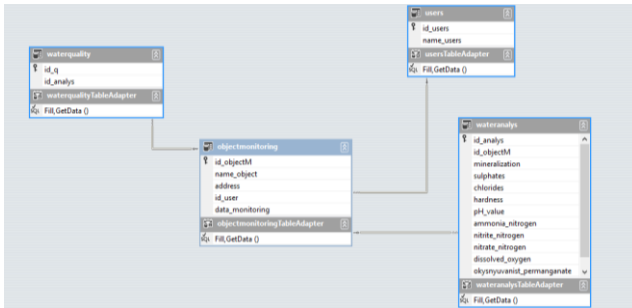 users
id_users
name_users
usersTableAdapter
Fill,GetData ()
waterquality
id_q
id_analys
waterqualityTableAdapter
Fill,GetData ()
objectmonitoring
id_objectM
name_object
address
id_user
data_monitoring
objectmonitoringTableAdapter
Fill,GetData ()
wateranalys
id_analys
id_objectM
mineralization
sulphates
chlorides
hardness
pH_value
ammonia_nitrogen
nitrite_nitrogen
nitrate_nitrogen
dissolved_oxygen
okysnyuvanist_permanganate
wateranalysTableAdapter
Fill,GetData ()